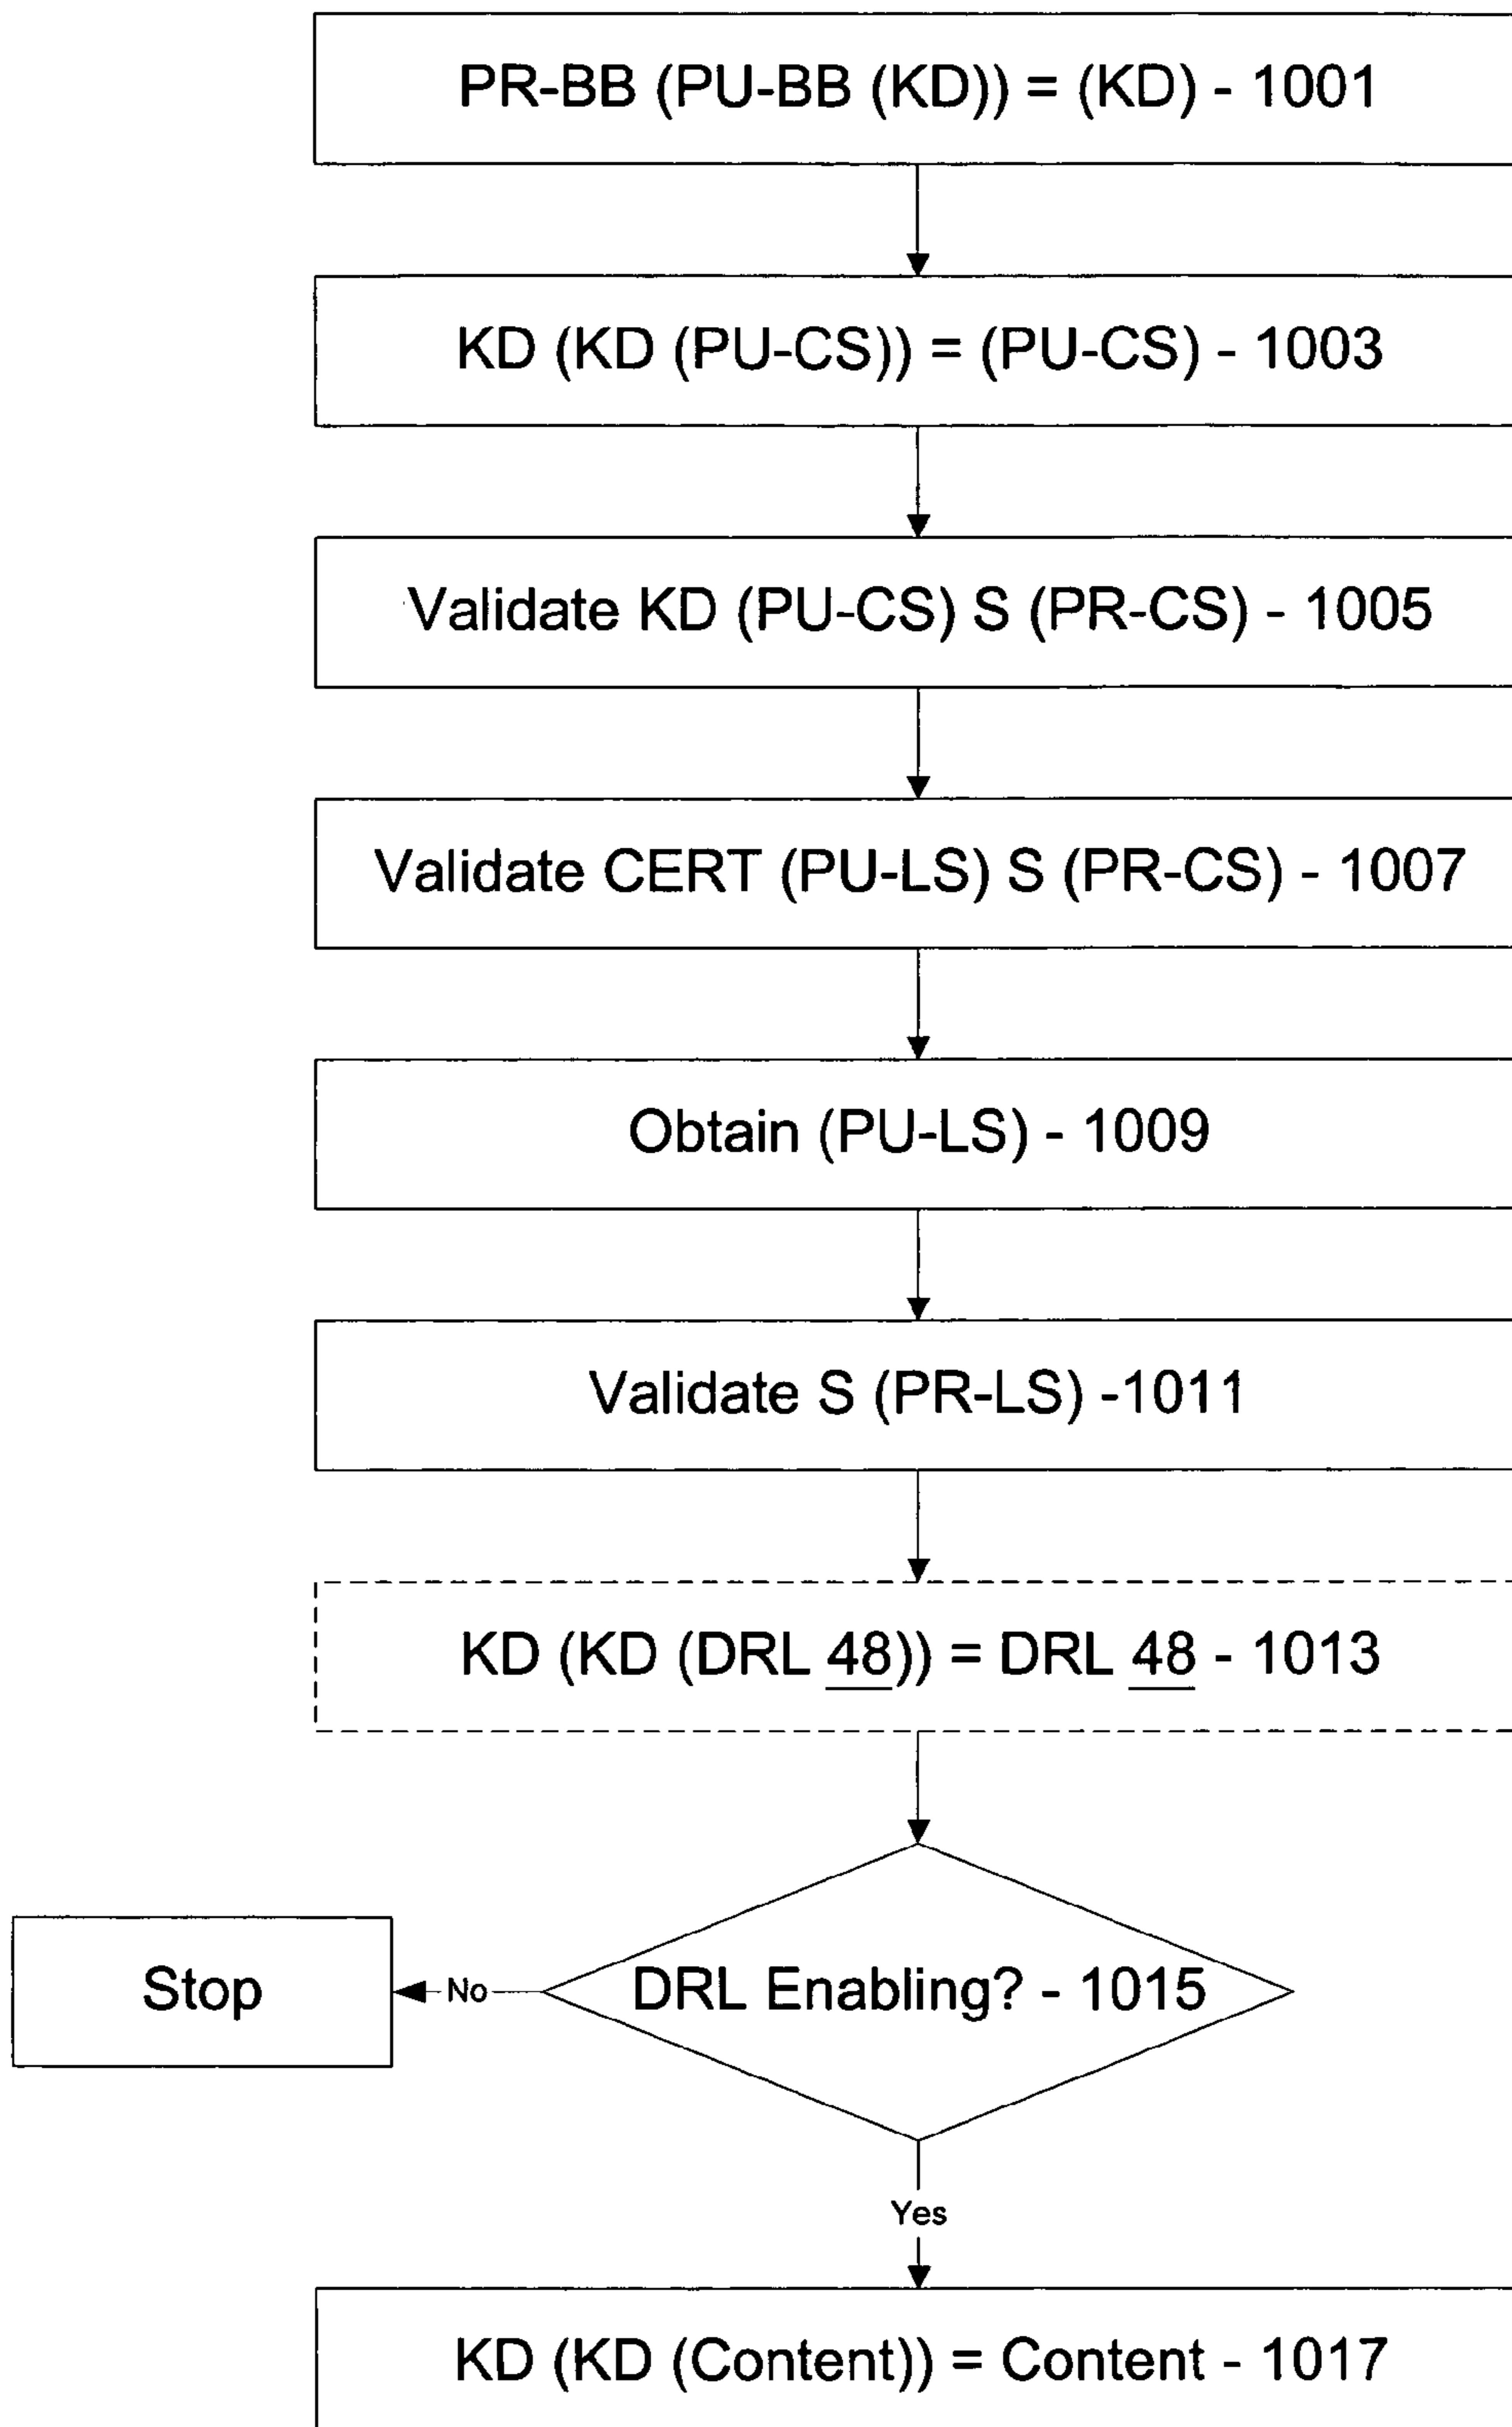 PR-BB (PU-BB (KD)) = (KD) - 1001
KD (KD (PU-CS)) = (PU-CS) - 1003
Validate KD (PU-CS) S (PR-CS) - 1005
Validate CERT (PU-LS) S (PR-CS) - 1007
Obtain (PU-LS) - 1009
Validate S (PR-LS) -1011
KD (KD (DRL 48)) = DRL 48 - 1013
DRL Enabling? - 1015
No
Stop
Yes
KD (KD (Content)) = Content - 1017